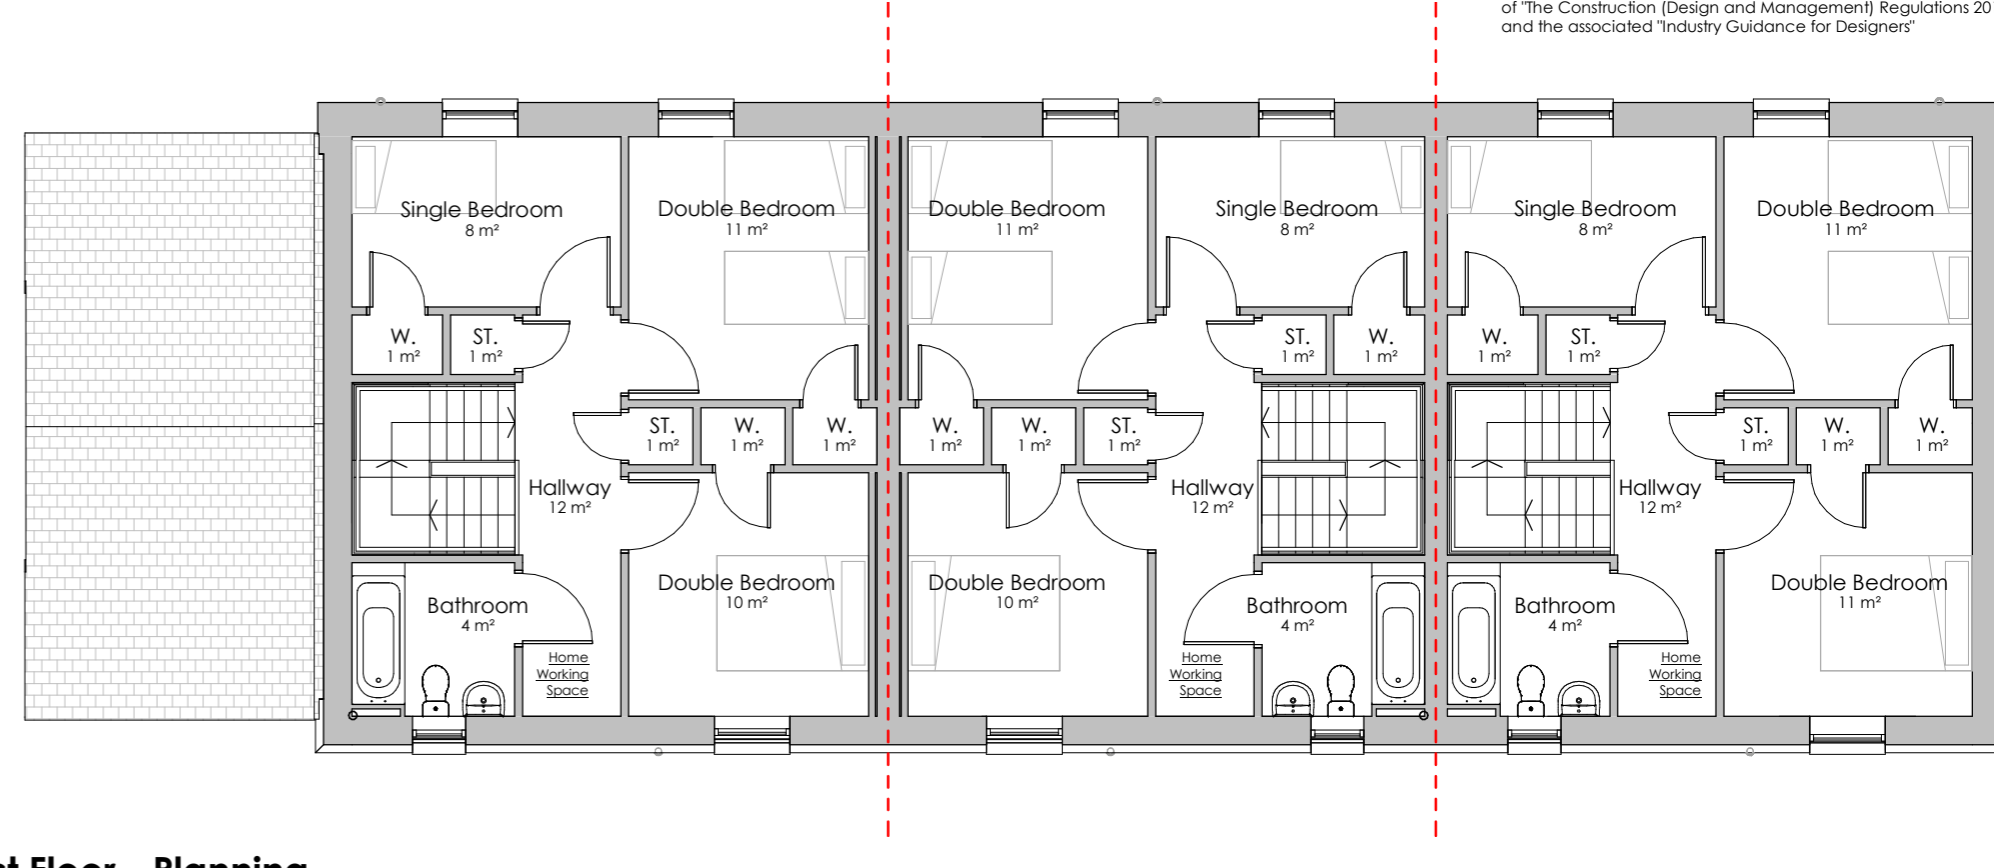 of "The Construction (Design and Management) Regulations 20
and the associated "Industry Guidance for Designers"
Single Bedroom
8 m²
Double Bedroom
11 m²
Double Bedroom
11 m²
Single Bedroom
8 m²
Single Bedroom
8 m²
Double Bedroom
11 m²
W.
1 m²
ST.
1 m²
ST.
1 m²
W.
1 m²
W.
1 m²
ST.
1 m²
ST.
1 m²
W.
1 m²
W.
1 m²
W.
1 m²
W.
1 m²
ST.
1 m²
ST.
1 m²
W.
1 m²
W.
1 m²
Hallway
12 m²
Hallway
12 m²
Hallway
12 m²
Bathroom
4 m²
Double Bedroom
10 m²
Double Bedroom
10 m²
Bathroom
4 m²
Bathroom
4 m²
Double Bedroom
11 m²
Home
Working
Space
Home
Working
Space
Home
Working
Space
st Floor - Planning